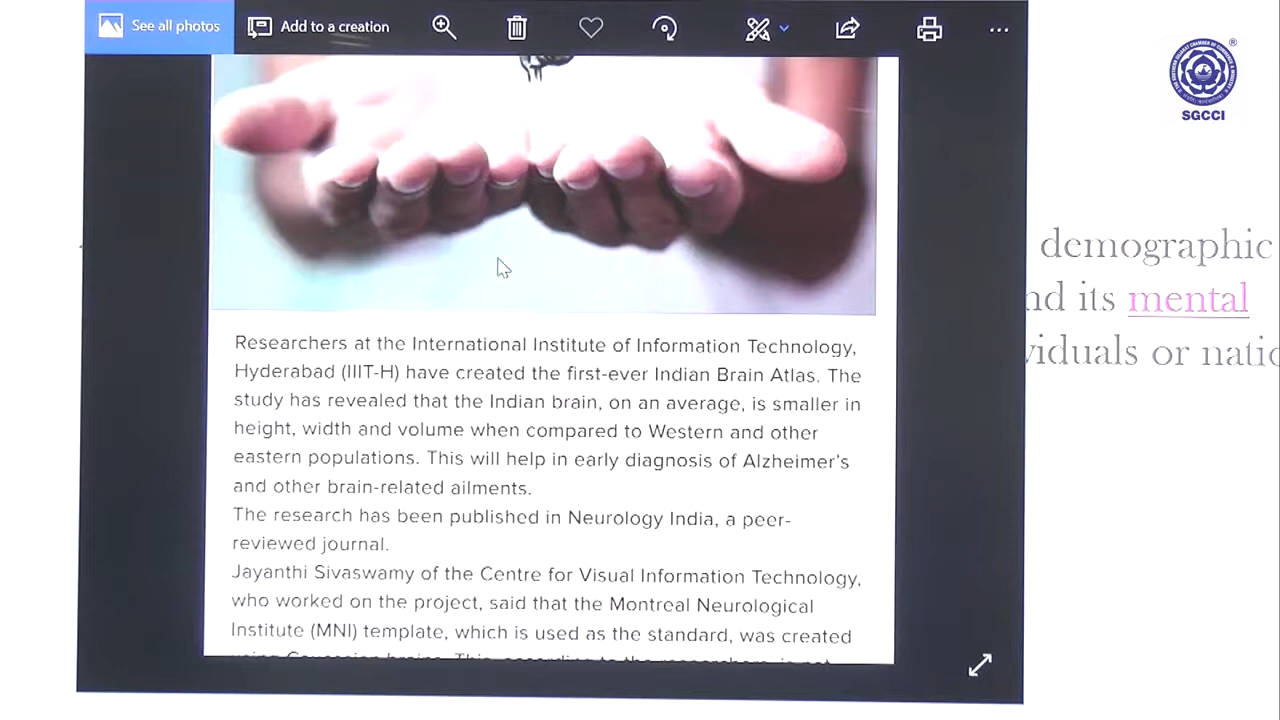 See all photos
Add to a creation
SGCCI
demographic
nd its mental
viduals or natio
Researchers at the International Institute of Information Technology,
Hyderabad (IIIT-H) have created the first-ever Indian Brain Atlas. The
study has revealed that the Indian brain, on an average, is smaller in
height, width and volume when compared to Western and other
eastern populations. This will help in early diagnosis of Alzheimer's
and other brain-related ailments.
The research has been published in Neurology India, a peer-
reviewed journal.
Jayanthi Sivaswamy of the Centre for Visual Information Technology,
who worked on the project, said that the Montreal Neurological
Institute (MNI) template, which is used as the standard, was created